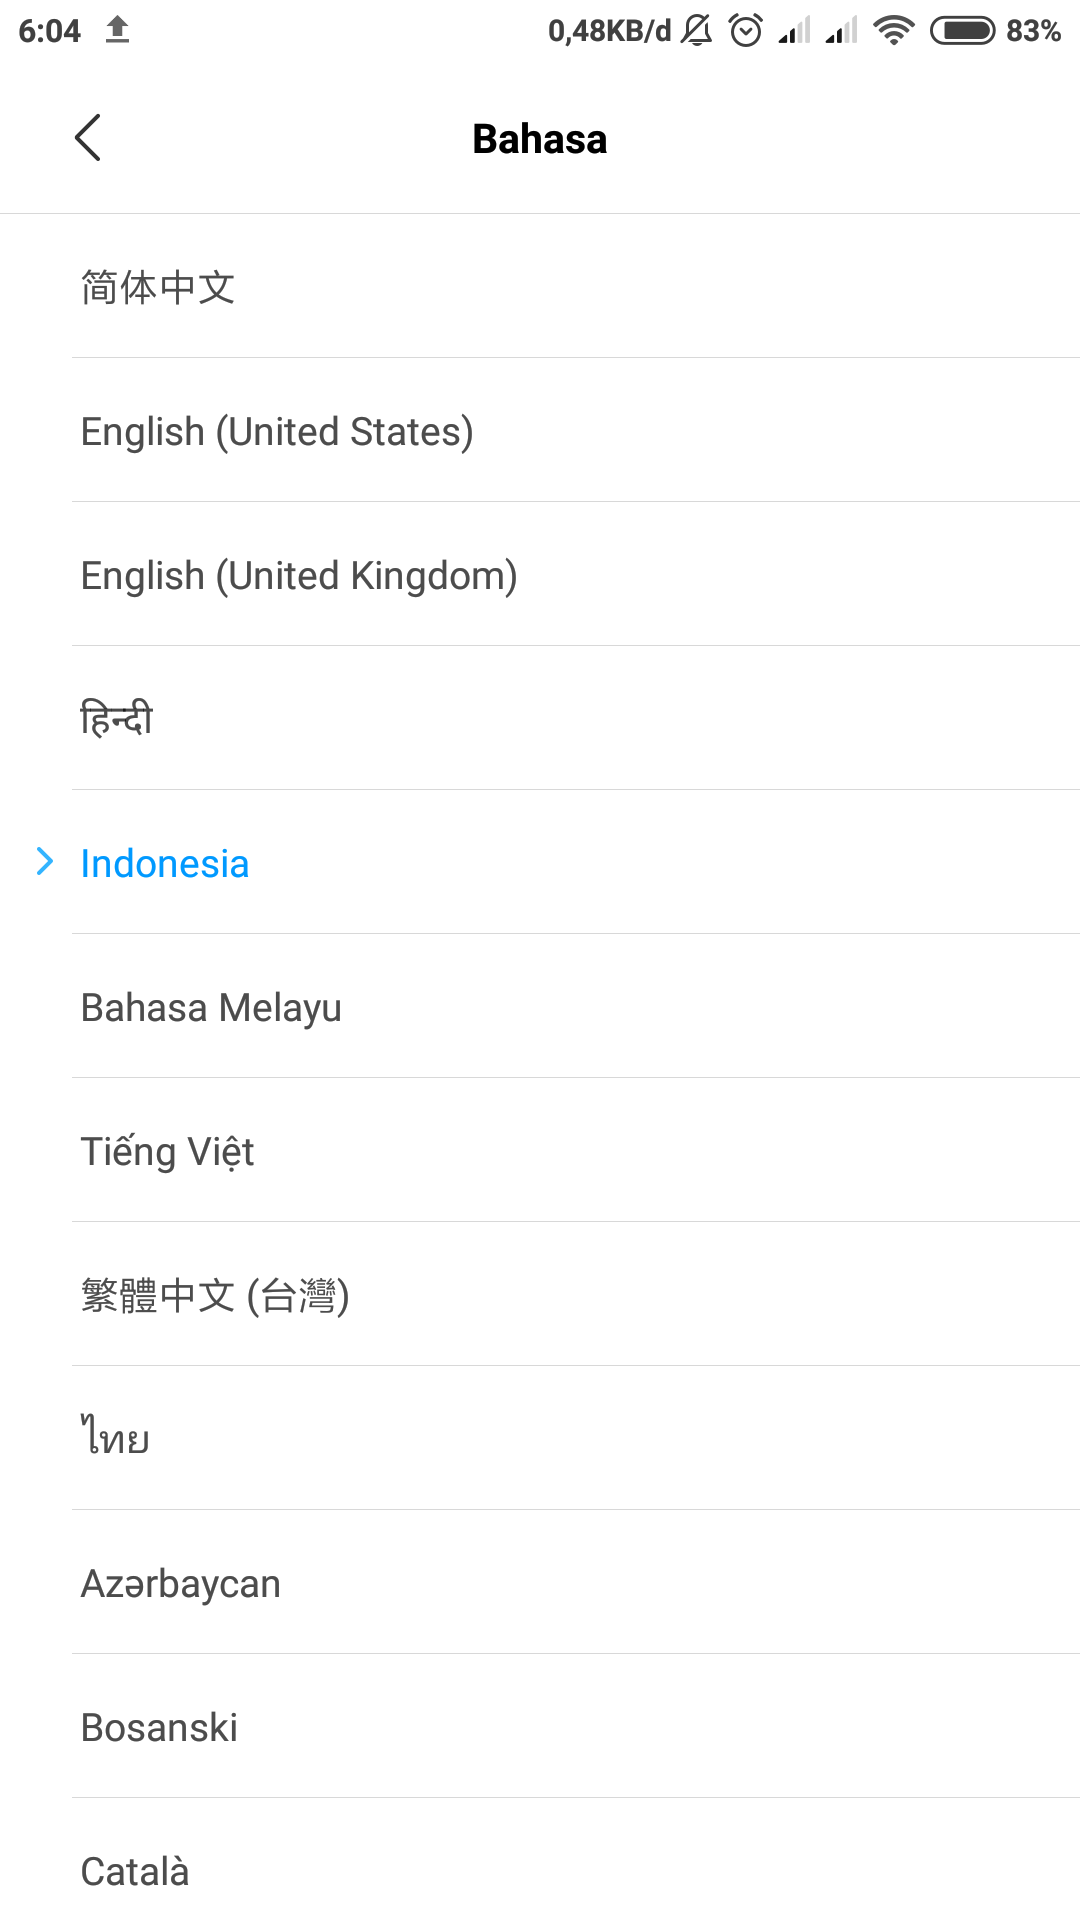 6:04 0,48KB/d 83%
Bahasa
简体中文
English (United States)
English (United Kingdom)
हिन्दी
Indonesia
Bahasa Melayu
Tiếng Việt
繁體中文 (台灣)
ไทย
Azərbaycan
Bosanski
Català